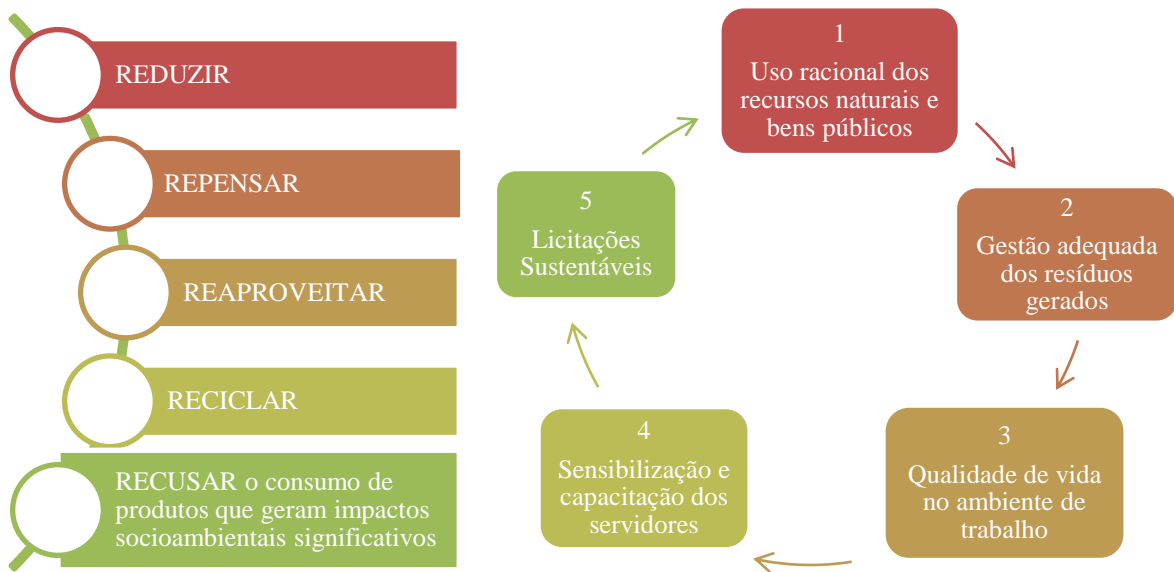 REDUZIR
REPENSAR
REAPROVEITAR
RECICLAR
RECUSAR o consumo de
produtos que geram impactos
socioambientais significativos
1
Uso racional dos
recursos naturais e
bens públicos
2
Gestão adequada
dos resíduos
gerados
3
Qualidade de vida
no ambiente de
trabalho
4
Sensibilização e
capacitação dos
servidores
5
Licitações
Sustentáveis